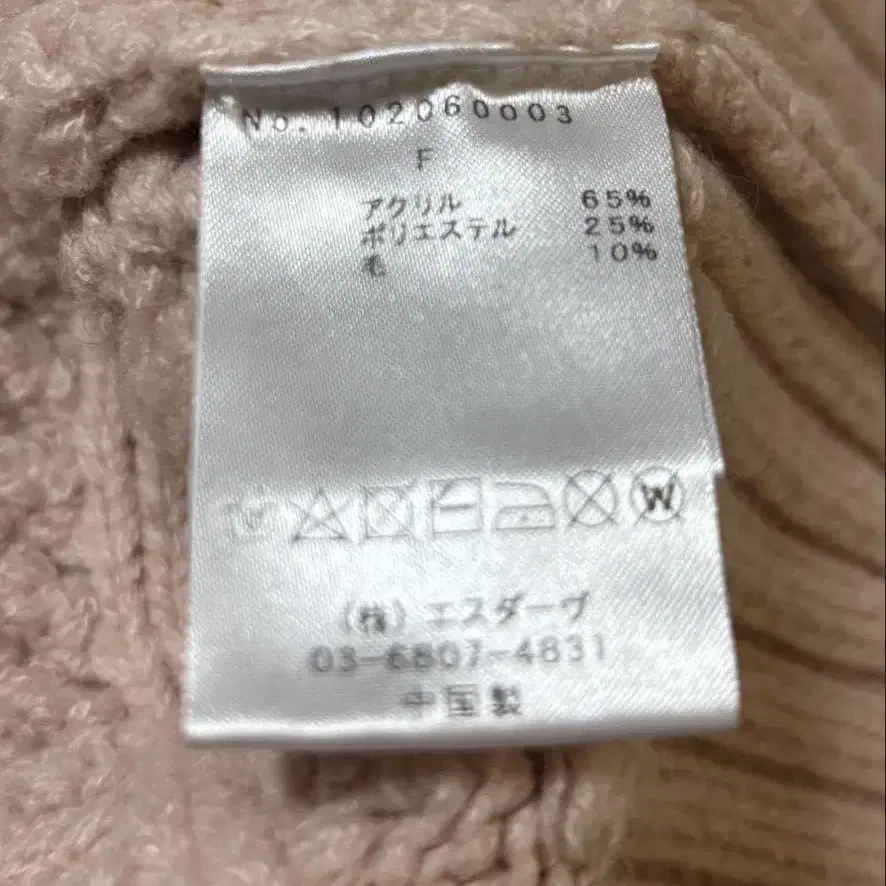 No. 102060003
F
アクリル 65%
ポリエステル 25%
毛 10%
W
(株) エスダーヴ
03-6807-4831
中国製